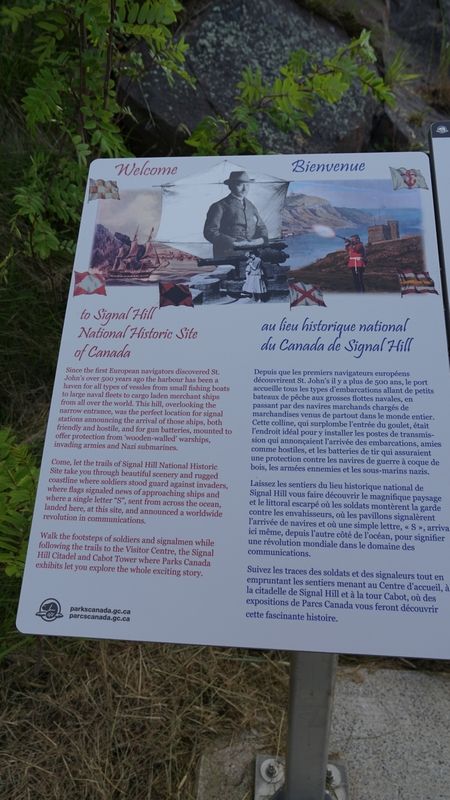 Welcome
Bienvenue
to Signal Hill
National Historic Site
of Canada
Since the first European navigators discovered St.
John's over 500 years ago the harbour has been a
haven for all types of vessels from small fishing boats
to large naval fleets to cargo laden merchant ships
from all over the world. This hill, overlooking the
narrow entrance, was the perfect location for signal
stations announcing the arrival of those ships, both
friendly and hostile, and for gun batteries, mounted to
offer protection from 'wooden-walled' warships,
invading armies and Nazi submarines.
Come, let the trails of Signal Hill National Historic
Site take you through beautiful scenery and rugged
coastline where soldiers stood guard against invaders,
where flags signaled news of approaching ships and
where a single letter "S", sent from across the ocean,
landed here, at this site, and announced a worldwide
revolution in communications.
Walk the footsteps of soldiers and signalmen while
following the trails to the Visitor Centre, the Signal
Hill Citadel and Cabot Tower where Parks Canada
exhibits let you explore the whole exciting story.
parkscanada.gc.ca
parcscanada.gc.ca
au lieu historique national
du Canada de Signal Hill
Depuis que les premiers navigateurs européens
découvrirent St. John's il y a plus de 500 ans, le port
accueille tous les types d'embarcations allant de petits
bateaux de pêche aux grosses flottes navales, en
passant par des navires marchands chargés de
marchandises venus de partout dans le monde entier.
Cette colline, qui surplombe l'entrée du goulet, était
l'endroit idéal pour y installer les postes de transmis-
sion qui annonçaient l'arrivée des embarcations, amies
comme hostiles, et les batteries de tir qui assuraient
une protection contre les navires de guerre à coque de
bois, les armées ennemies et les sous-marins nazis.
Laissez les sentiers du lieu historique national de
Signal Hill vous faire découvrir le magnifique paysage
et le littoral escarpé où les soldats montèrent la garde
contre les envahisseurs, où les pavillons signalèrent
l'arrivée de navires et où une simple lettre, « S », arriva
ici même, depuis l'autre côté de l'océan, pour signifier
une révolution mondiale dans le domaine des
communications.
Suivez les traces des soldats et des signaleurs tout en
empruntant les sentiers menant au Centre d'accueil, à
la citadelle de Signal Hill et à la tour Cabot, où des
expositions de Parcs Canada vous feront découvrir
cette fascinante histoire.